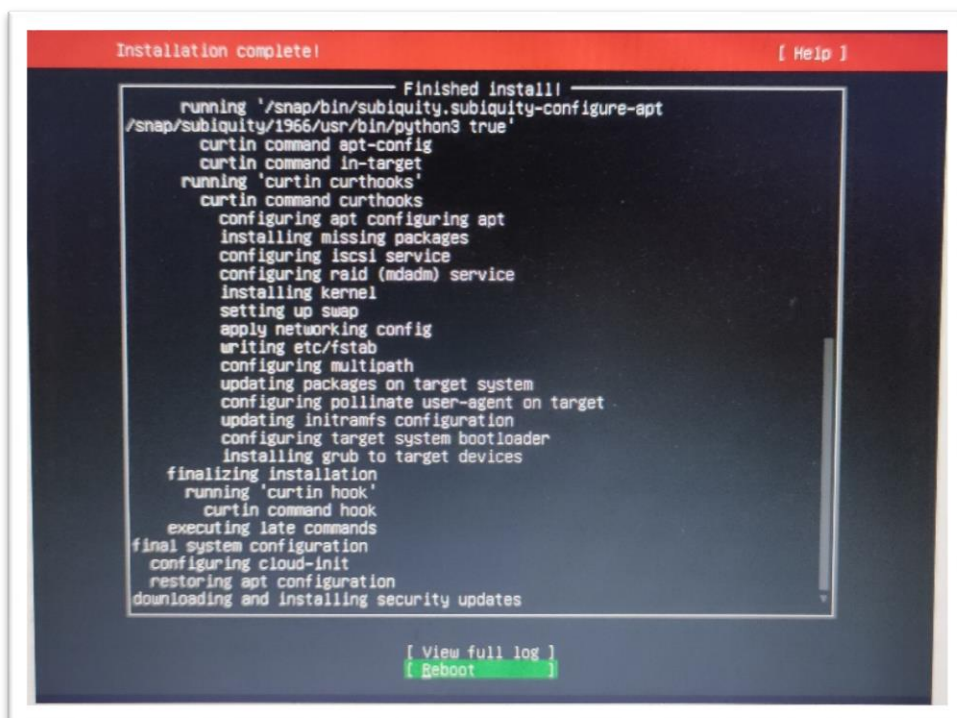 Installation complete! [ Help ]
Finished install!
running '/snap/bin/subiquity.subiquity-configure-apt
/snap/subiquity/1966/usr/bin/python3 true'
curtin command apt-config
curtin command in-target
running 'curtin curthooks'
curtin command curthooks
configuring apt configuring apt
installing missing packages
configuring iscsi service
configuring raid (mdadm) service
installing kernel
setting up swap
apply networking config
writing etc/fstab
configuring multipath
updating packages on target system
configuring pollinate user-agent on target
updating initramfs configuration
configuring target system bootloader
installing grub to target devices
finalizing installation
running 'curtin hook'
curtin command hook
executing late commands
final system configuration
configuring cloud-init
restoring apt configuration
downloading and installing security updates
[ View full log ]
[ Reboot ]